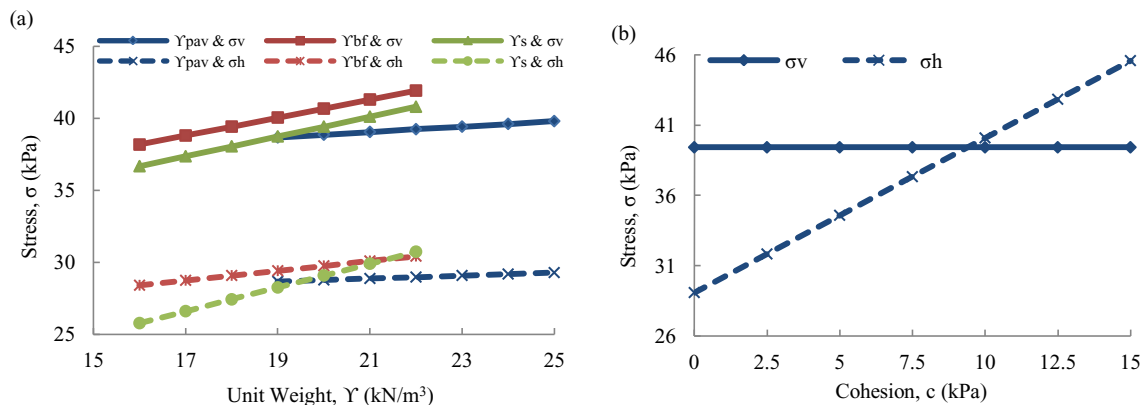 (a)
ϒpav & σv ϒbf & σv ϒs & σv
ϒpav & σh ϒbf & σh ϒs & σh
45
40
35
30
25
Stress, σ (kPa)
15 17 19 21 23 25
Unit Weight, ϒ (kN/m³)
(b)
σv σh
46
41
36
31
26
Stress, σ (kPa)
0 2.5 5 7.5 10 12.5 15
Cohesion, c (kPa)